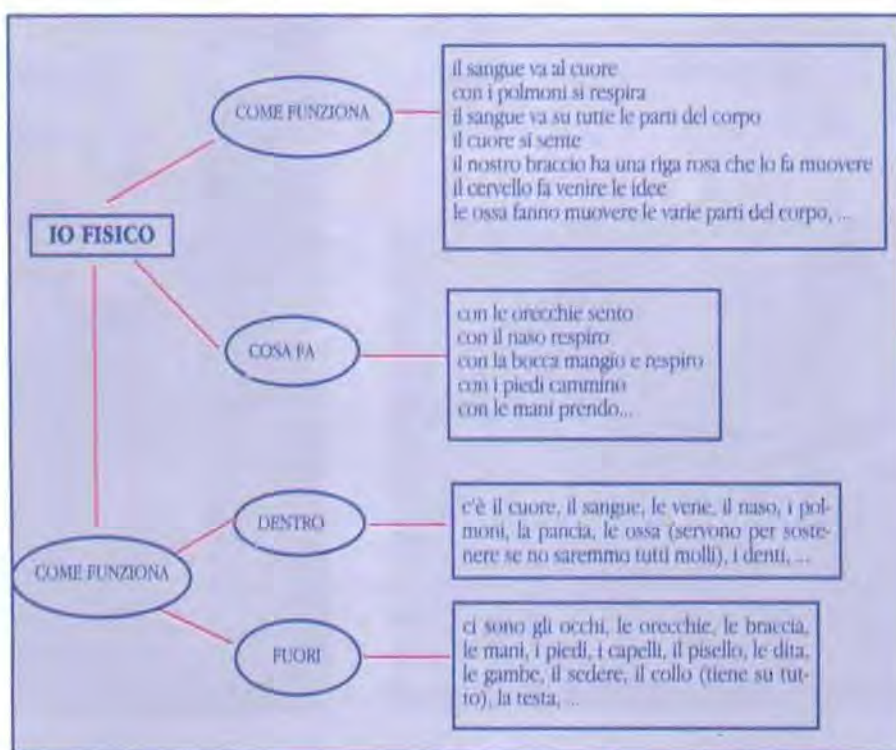 COME FUNZIONA
il sangue va al cuore
con i polmoni si respira
il sangue va su tutte le parti del corpo
il cuore si sente
il nostro braccio ha una riga rosa che lo fa muovere
il cervello fa venire le idee
le ossa fanno muovere le varie parti del corpo, ...
IO FISICO
COSA FA
con le orecchie sento
con il naso respiro
con la bocca mangio e respiro
con i piedi cammino
con le mani prendo...
COME FUNZIONA
DENTRO
c'è il cuore, il sangue, le vene, il naso, i pol-
moni, la pancia, le ossa (servono per soste-
nere se no saremmo tutti molli), i denti, ...
FUORI
ci sono gli occhi, le orecchie, le braccia,
le mani, i piedi, i capelli, il pisello, le dita,
le gambe, il sedere, il collo (tiene su tut-
to), la testa, ...